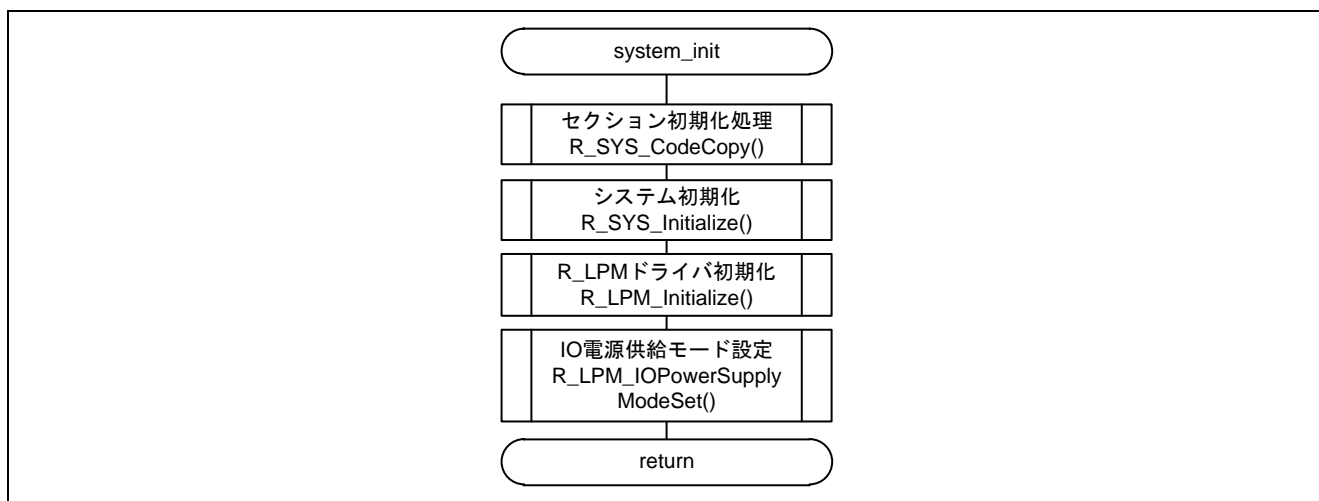 system_init
セクション初期化処理
R_SYS_CodeCopy()
システム初期化
R_SYS_Initialize()
R_LPMドライバ初期化
R_LPM_Initialize()
IO電源供給モード設定
R_LPM_IOPowerSupply
ModeSet()
return